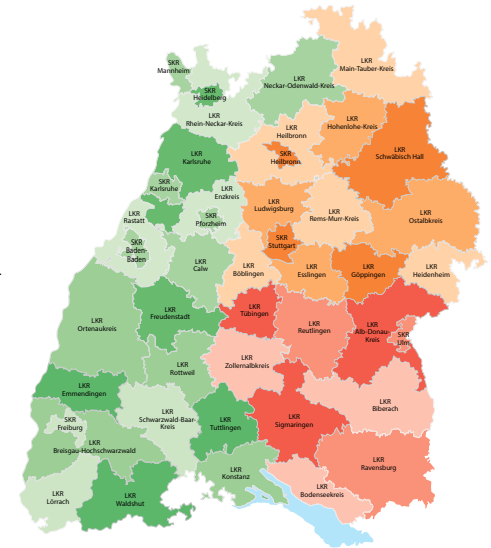 LKR
Main-Tauber-Kreis
SKR
Mannheim
LKR
Neckar-Odenwald-Kreis
SKR
Heidelberg
LKR
Rhein-Neckar-Kreis
LKR
Hohenlohe-Kreis
LKR
Heilbronn
SKR
Heilbronn
LKR
Schwäbisch Hall
LKR
Karlsruhe
SKR
Karlsruhe
LKR
Enzkreis
LKR
Rastatt
SKR
Pforzheim
LKR
Ludwigsburg
LKR
Rems-Murr-Kreis
LKR
Ostalbkreis
SKR
Baden-
Baden
SKR
Stuttgart
LKR
Calw
LKR
Böblingen
LKR
Esslingen
LKR
Göppingen
LKR
Heidenheim
LKR
Ortenaukreis
LKR
Freudenstadt
LKR
Tübingen
LKR
Reutlingen
LKR
Alb-Donau-
Kreis
SKR
Ulm
LKR
Rottweil
LKR
Zollernalbkreis
LKR
Emmendingen
LKR
Biberach
SKR
Freiburg
LKR
Schwarzwald-Baar-
Kreis
LKR
Tuttlingen
LKR
Sigmaringen
LKR
Breisgau-Hochschwarzwald
LKR
Konstanz
LKR
Ravensburg
LKR
Lörrach
LKR
Waldshut
LKR
Bodenseekreis